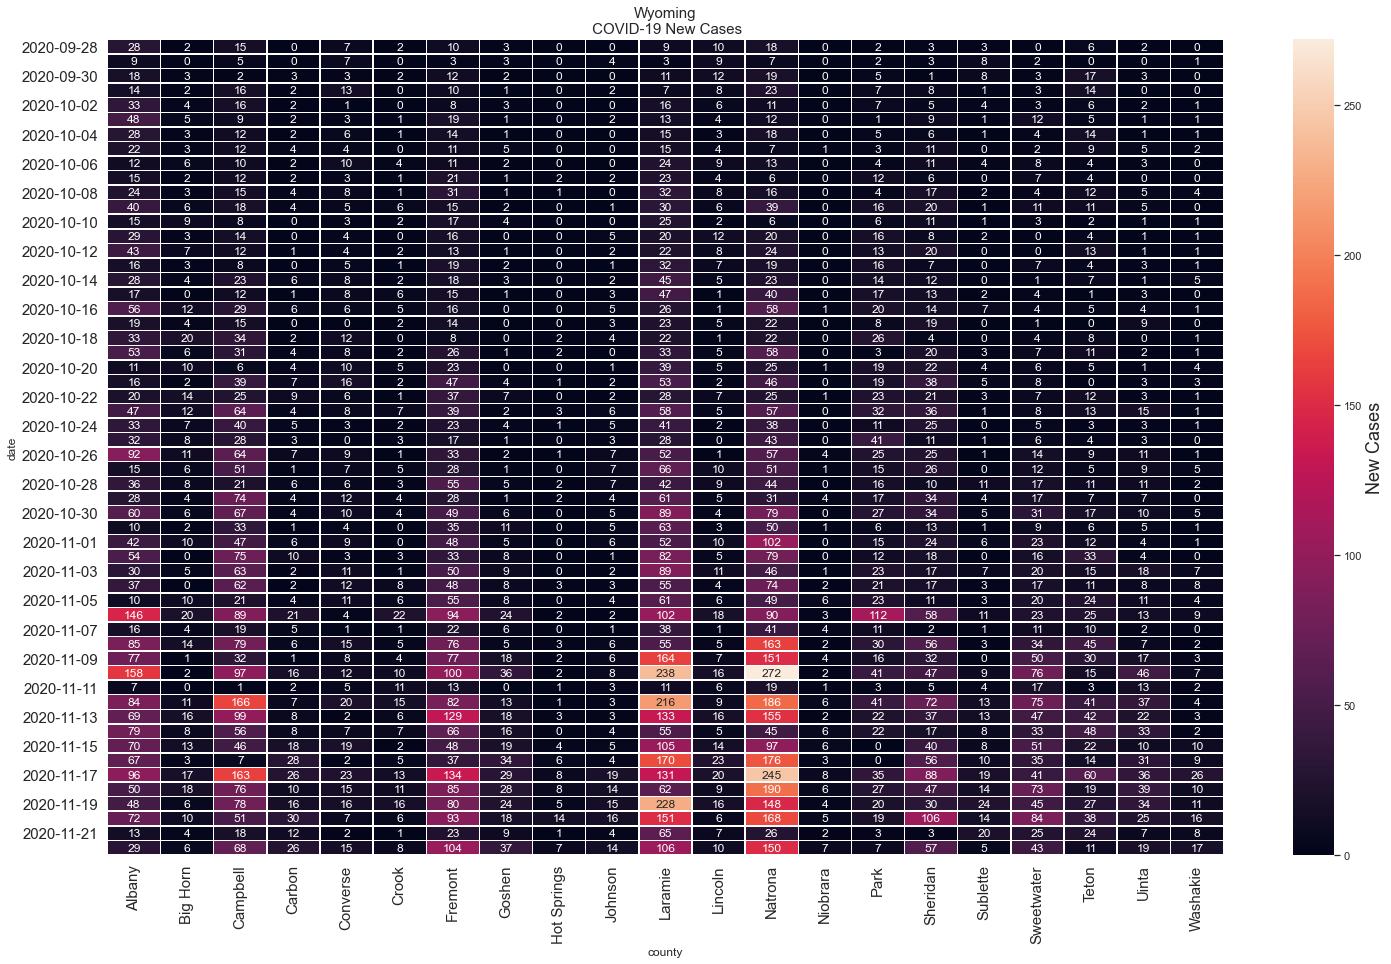 Wyoming
COVID-19 New Cases
2020-09-28 28 2 15 0 7 2 10 3 0 0 9 10 18 0 2 3 3 0 6 2 0
9 0 5 0 7 0 3 3 0 4 3 9 7 0 2 3 8 2 0 0 1
2020-09-30 18 3 2 3 3 2 12 2 0 0 11 12 19 0 5 1 8 3 17 3 0
14 2 16 2 13 0 10 1 0 2 7 8 23 0 7 8 1 3 14 0 0
2020-10-02 33 4 16 2 1 0 8 3 0 0 16 6 11 0 7 5 4 3 6 2 1
48 5 9 2 3 1 19 1 0 2 13 4 12 0 1 9 1 12 5 1 1
2020-10-04 28 3 12 2 6 1 14 1 0 0 15 3 18 0 5 6 1 4 14 1 1
22 3 12 4 4 0 11 5 0 0 15 4 7 1 3 11 0 2 9 5 2
2020-10-06 12 6 10 2 10 4 11 2 0 0 24 9 13 0 4 11 4 8 4 3 0
15 2 12 2 3 1 21 1 2 2 23 4 6 0 12 6 0 7 4 0 0
2020-10-08 24 3 15 4 8 1 31 1 1 0 32 8 16 0 4 17 2 4 12 5 4
40 6 18 4 5 6 15 2 0 1 30 6 39 0 16 20 1 11 11 5 0
2020-10-10 15 9 8 0 3 2 17 4 0 0 25 2 6 0 6 11 1 3 2 1 1
29 3 14 0 4 0 16 0 0 5 20 12 20 0 16 8 2 0 4 1 1
2020-10-12 43 7 12 1 4 2 13 1 0 2 22 8 24 0 13 20 0 0 13 1 1
16 3 8 0 5 1 19 2 0 1 32 7 19 0 16 7 0 7 4 3 1
2020-10-14 28 4 23 6 8 2 18 3 0 2 45 5 23 0 14 12 0 1 7 1 5
17 0 12 1 8 6 15 1 0 3 47 1 40 0 17 13 2 4 1 3 0
2020-10-16 56 12 29 6 6 5 16 0 0 5 26 1 58 1 20 14 7 4 5 4 1
19 4 15 0 0 2 14 0 0 3 23 5 22 0 8 19 0 1 0 9 0
2020-10-18 33 20 34 2 12 0 8 0 2 4 22 1 22 0 26 4 0 4 8 0 1
53 6 31 4 8 2 26 1 2 0 33 5 58 0 3 20 3 7 11 2 1
2020-10-20 11 10 6 4 10 5 23 0 0 1 39 5 25 1 19 22 4 6 5 1 4
16 2 39 7 16 2 47 4 1 2 53 2 46 0 19 38 5 8 0 3 3
2020-10-22 20 14 25 9 6 1 37 7 0 2 28 7 25 1 23 21 3 7 12 3 1
47 12 64 4 8 7 39 2 3 6 58 5 57 0 32 36 1 8 13 15 1
2020-10-24 33 7 40 5 3 2 23 4 1 5 41 2 38 0 11 25 0 5 3 3 1
32 8 28 3 0 3 17 1 0 3 28 0 43 0 41 11 1 6 4 3 0
2020-10-26 92 11 64 7 9 1 33 2 1 7 52 1 57 4 25 25 1 14 9 11 1
15 6 51 1 7 5 28 1 0 7 66 10 51 1 15 26 0 12 5 9 5
2020-10-28 36 8 21 6 6 3 55 5 2 7 42 9 44 0 16 10 11 17 11 11 2
28 4 74 4 12 4 28 1 2 4 61 5 31 4 17 34 4 17 7 7 0
2020-10-30 60 6 67 4 10 4 49 6 0 5 89 4 79 0 27 34 5 31 17 10 5
10 2 33 1 4 0 35 11 0 5 63 3 50 1 6 13 1 9 6 5 1
2020-11-01 42 10 47 6 9 0 48 5 0 6 52 10 102 0 15 24 6 23 12 4 1
54 0 75 10 3 3 33 8 0 1 82 5 79 0 12 18 0 16 33 4 0
2020-11-03 30 5 63 2 11 1 50 9 0 2 89 11 46 1 23 17 7 20 15 18 7
37 0 62 2 12 8 48 8 3 3 55 4 74 2 21 17 3 17 11 8 8
2020-11-05 10 10 21 4 11 6 55 8 0 4 61 6 49 6 23 11 3 20 24 11 4
146 20 89 21 4 22 94 24 2 2 102 18 90 3 112 58 11 23 25 13 9
2020-11-07 16 4 19 5 1 1 22 6 0 1 38 1 41 4 11 2 1 11 10 2 0
85 14 79 6 15 5 76 5 3 6 55 5 163 2 30 56 3 34 45 7 2
2020-11-09 77 1 32 1 8 4 77 18 2 6 164 7 151 4 16 32 0 50 30 17 3
158 2 97 16 12 10 100 36 2 8 238 16 272 2 41 47 9 76 15 46 7
2020-11-11 7 0 1 2 5 11 13 0 1 3 11 6 19 1 3 5 4 17 3 13 2
84 11 166 7 20 15 82 13 1 3 216 9 186 6 41 72 13 75 41 37 4
2020-11-13 69 16 99 8 2 6 129 18 3 3 133 16 155 2 22 37 13 47 42 22 3
79 8 56 8 7 7 66 16 0 4 55 5 45 6 22 17 8 33 48 33 2
2020-11-15 70 13 46 18 19 2 48 19 4 5 105 14 97 6 0 40 8 51 22 10 10
67 3 7 28 2 5 37 34 6 4 170 23 176 3 3 56 10 35 14 31 9
2020-11-17 96 17 163 26 23 13 134 29 8 19 131 20 245 8 35 88 19 41 60 36 26
50 18 76 10 15 11 85 28 8 14 62 9 190 6 27 47 14 73 19 39 10
2020-11-19 48 6 78 16 16 16 80 24 5 15 228 16 148 4 20 30 24 45 27 34 11
72 10 51 30 7 6 93 18 14 16 151 6 168 5 19 106 14 84 38 25 16
2020-11-21 13 4 18 12 2 1 23 9 1 4 65 7 26 2 3 3 20 25 24 7 8
29 6 68 26 15 8 104 37 7 14 106 10 150 7 7 57 5 43 11 19 17
date
Albany Big Horn Campbell Carbon Converse Crook Fremont Goshen Hot Springs Johnson Laramie Lincoln Natrona Niobrara Park Sheridan Sublette Sweetwater Teton Uinta Washakie
county
250
200
150
100
50
0
New Cases